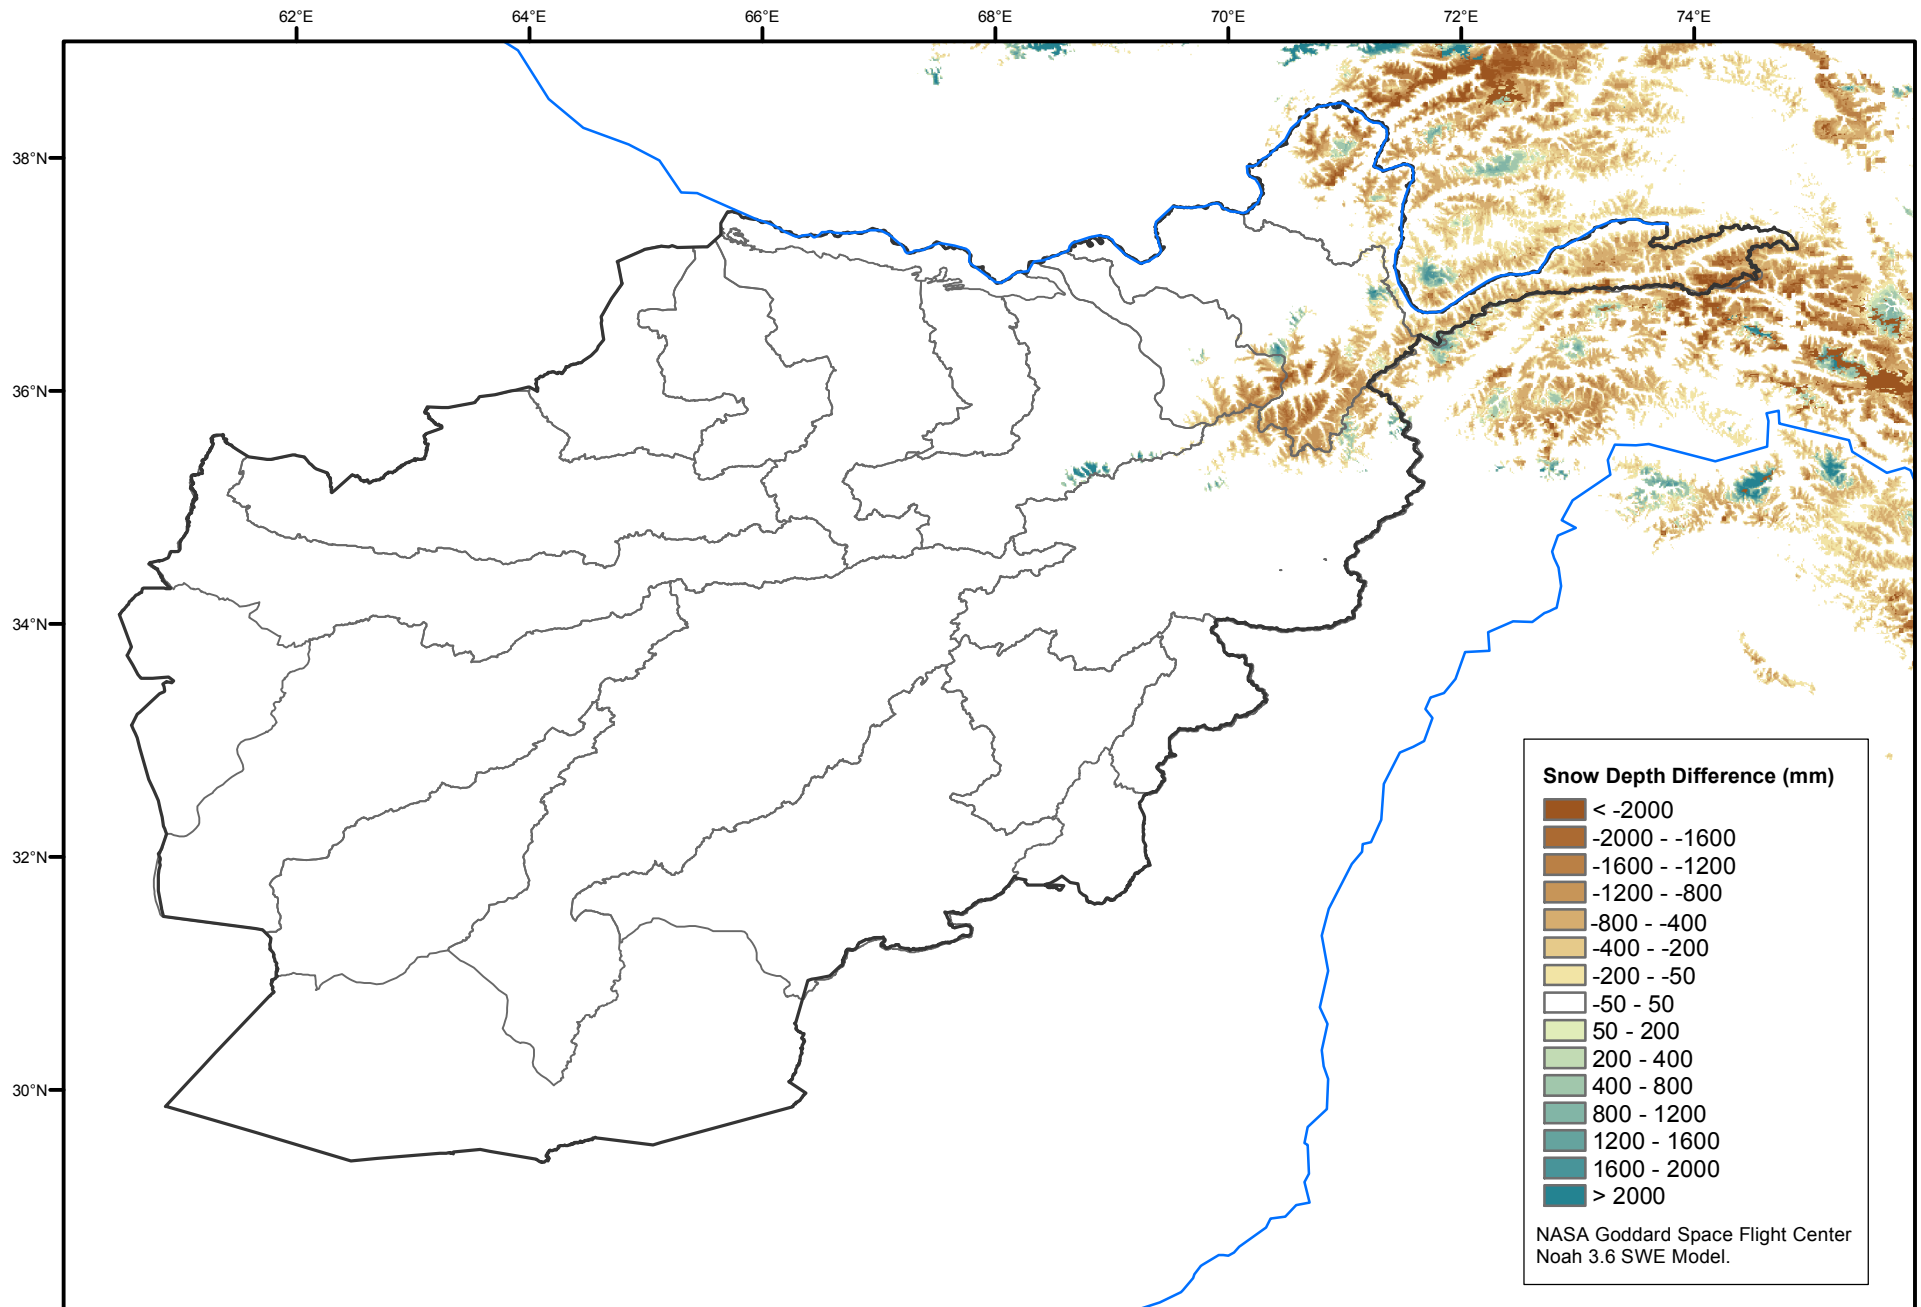 62°E 64°E 66°E 68°E 70°E 72°E 74°E
38°N
36°N
34°N
32°N
30°N
Snow Depth Difference (mm)
< -2000
-2000 - -1600
-1600 - -1200
-1200 - -800
-800 - -400
-400 - -200
-200 - -50
-50 - 50
50 - 200
200 - 400
400 - 800
800 - 1200
1200 - 1600
1600 - 2000
> 2000
NASA Goddard Space Flight Center
Noah 3.6 SWE Model.